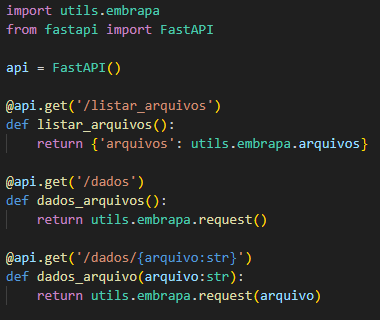 import utils.embrapa
from fastapi import FastAPI

api = FastAPI()

@api.get('/listar_arquivos')
def listar_arquivos():
    return {'arquivos': utils.embrapa.arquivos}

@api.get('/dados')
def dados_arquivos():
    return utils.embrapa.request()

@api.get('/dados/{arquivo:str}')
def dados_arquivo(arquivo:str):
    return utils.embrapa.request(arquivo)